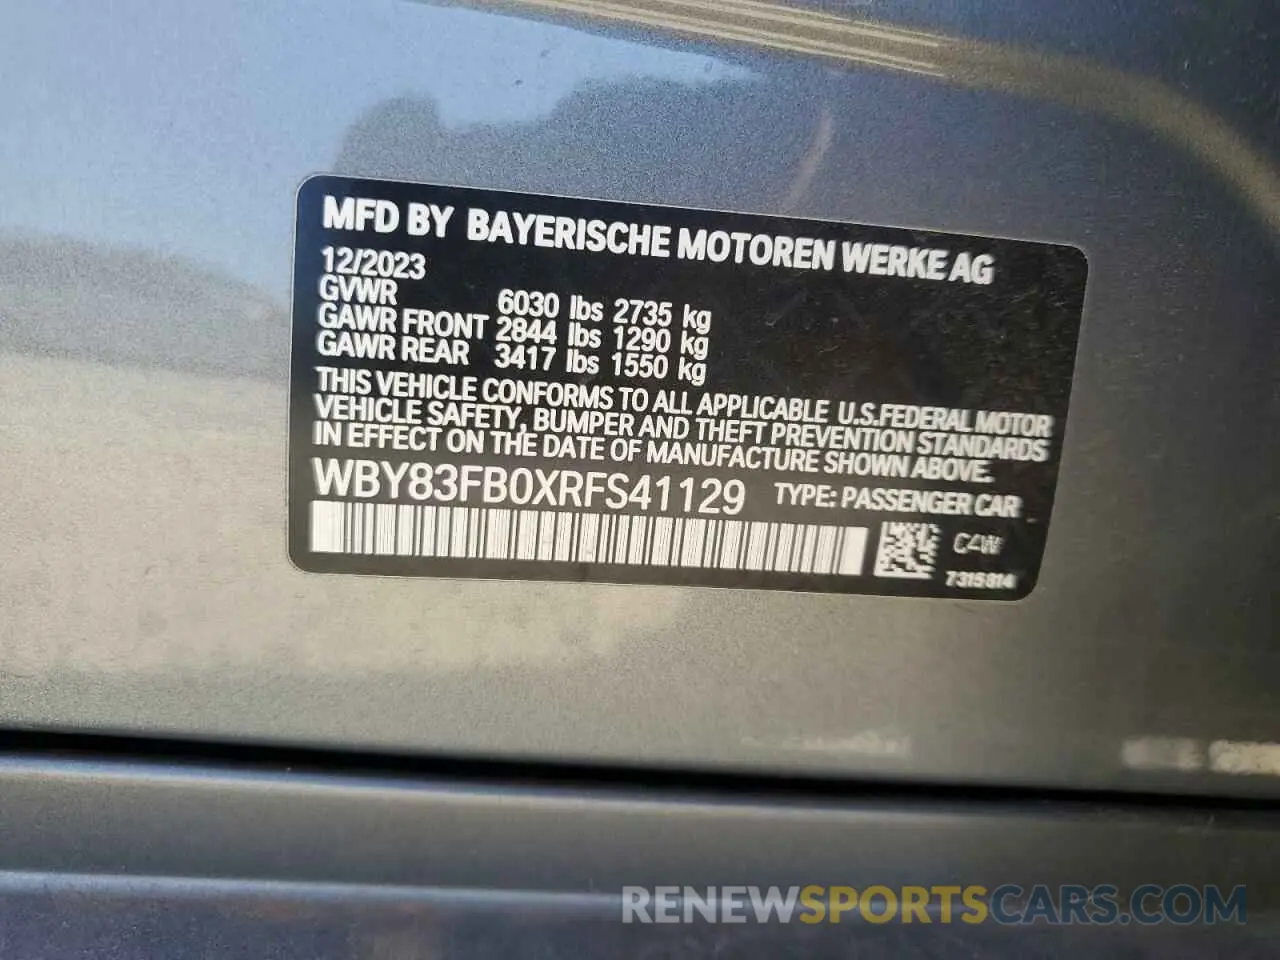 MFD BY BAYERISCHE MOTOREN WERKE AG
12/2023
GVWR 6030 lbs 2735 kg
GAWR FRONT 2844 lbs 1290 kg
GAWR REAR 3417 lbs 1550 kg
THIS VEHICLE CONFORMS TO ALL APPLICABLE U.S.FEDERAL MOTOR
VEHICLE SAFETY, BUMPER AND THEFT PREVENTION STANDARDS
IN EFFECT ON THE DATE OF MANUFACTURE SHOWN ABOVE.
WBY83FB0XRFS41129 TYPE: PASSENGER CAR
C4W
7315814
RENEWSPORTSCARS.COM